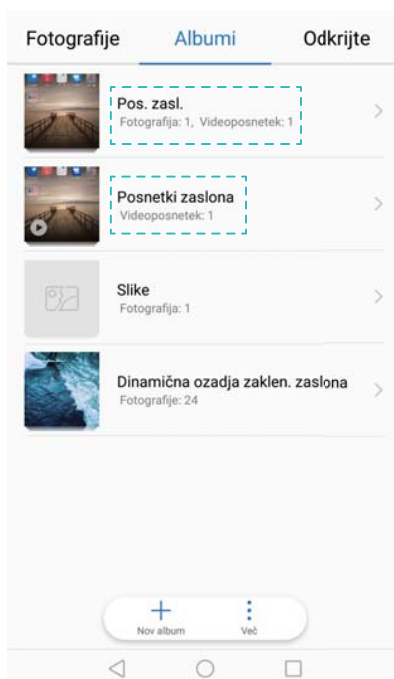 Fotografije Albumi Odkrijte
Pos. zasl.
Fotografija: 1, Videoposnetek: 1
Posnetki zaslona
Videoposnetek: 1
Slike
Fotografija: 1
Dinamična ozadja zaklen. zaslona
Fotografije: 24
Nov album Več